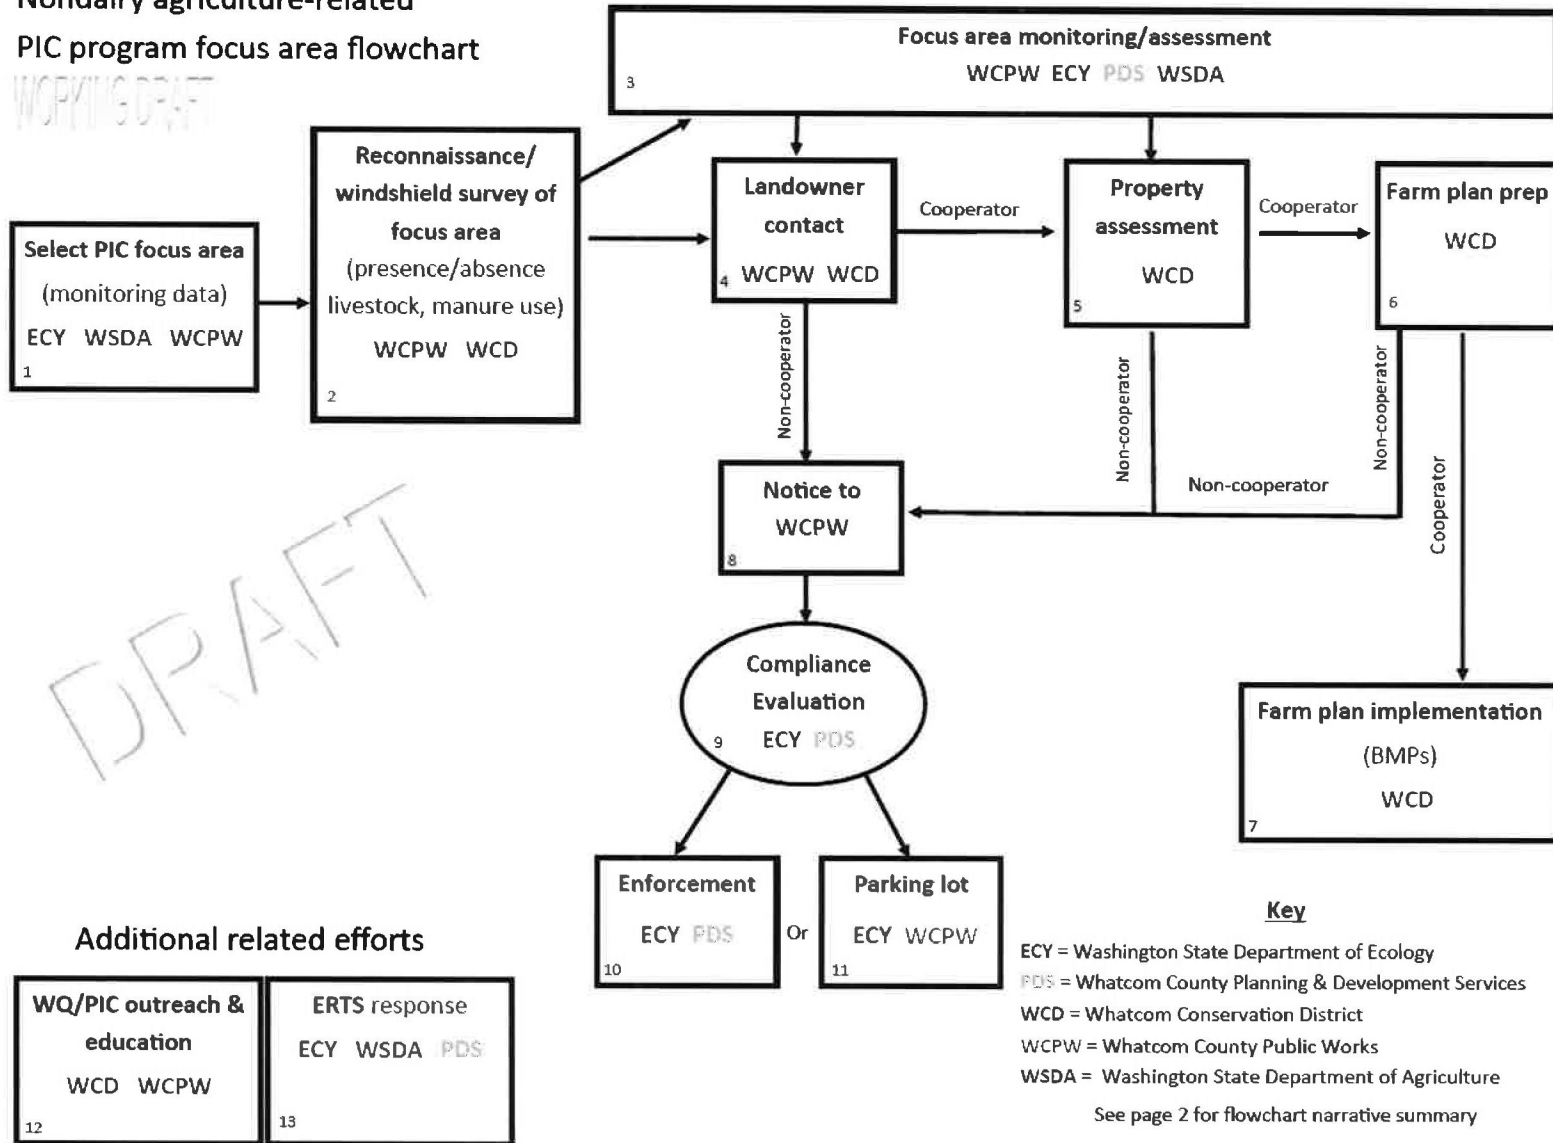 Nondairy agriculture-related
PIC program focus area flowchart
WORKING DRAFT
Focus area monitoring/assessment
WCPW ECY PDS WSDA
3
Reconnaissance/
windshield survey of
focus area
(presence/absence
livestock, manure use)
WCPW WCD
2
Select PIC focus area
(monitoring data)
ECY WSDA WCPW
1
Landowner
contact
WCPW WCD
4
Cooperator
Property
assessment
WCD
5
Cooperator
Farm plan prep
WCD
6
Non-cooperator
Non-cooperator
Non-cooperator
Non-cooperator
Cooperator
Notice to
WCPW
8
DRAFT
Compliance
Evaluation
ECY PDS
9
Farm plan implementation
(BMPs)
WCD
7
Enforcement
ECY PDS
10
Or
Parking lot
ECY WCPW
11
Additional related efforts
WQ/PIC outreach &
education
WCD WCPW
12
ERTS response
ECY WSDA PDS
13
Key
ECY = Washington State Department of Ecology
PDS = Whatcom County Planning & Development Services
WCD = Whatcom Conservation District
WCPW = Whatcom County Public Works
WSDA = Washington State Department of Agriculture
See page 2 for flowchart narrative summary